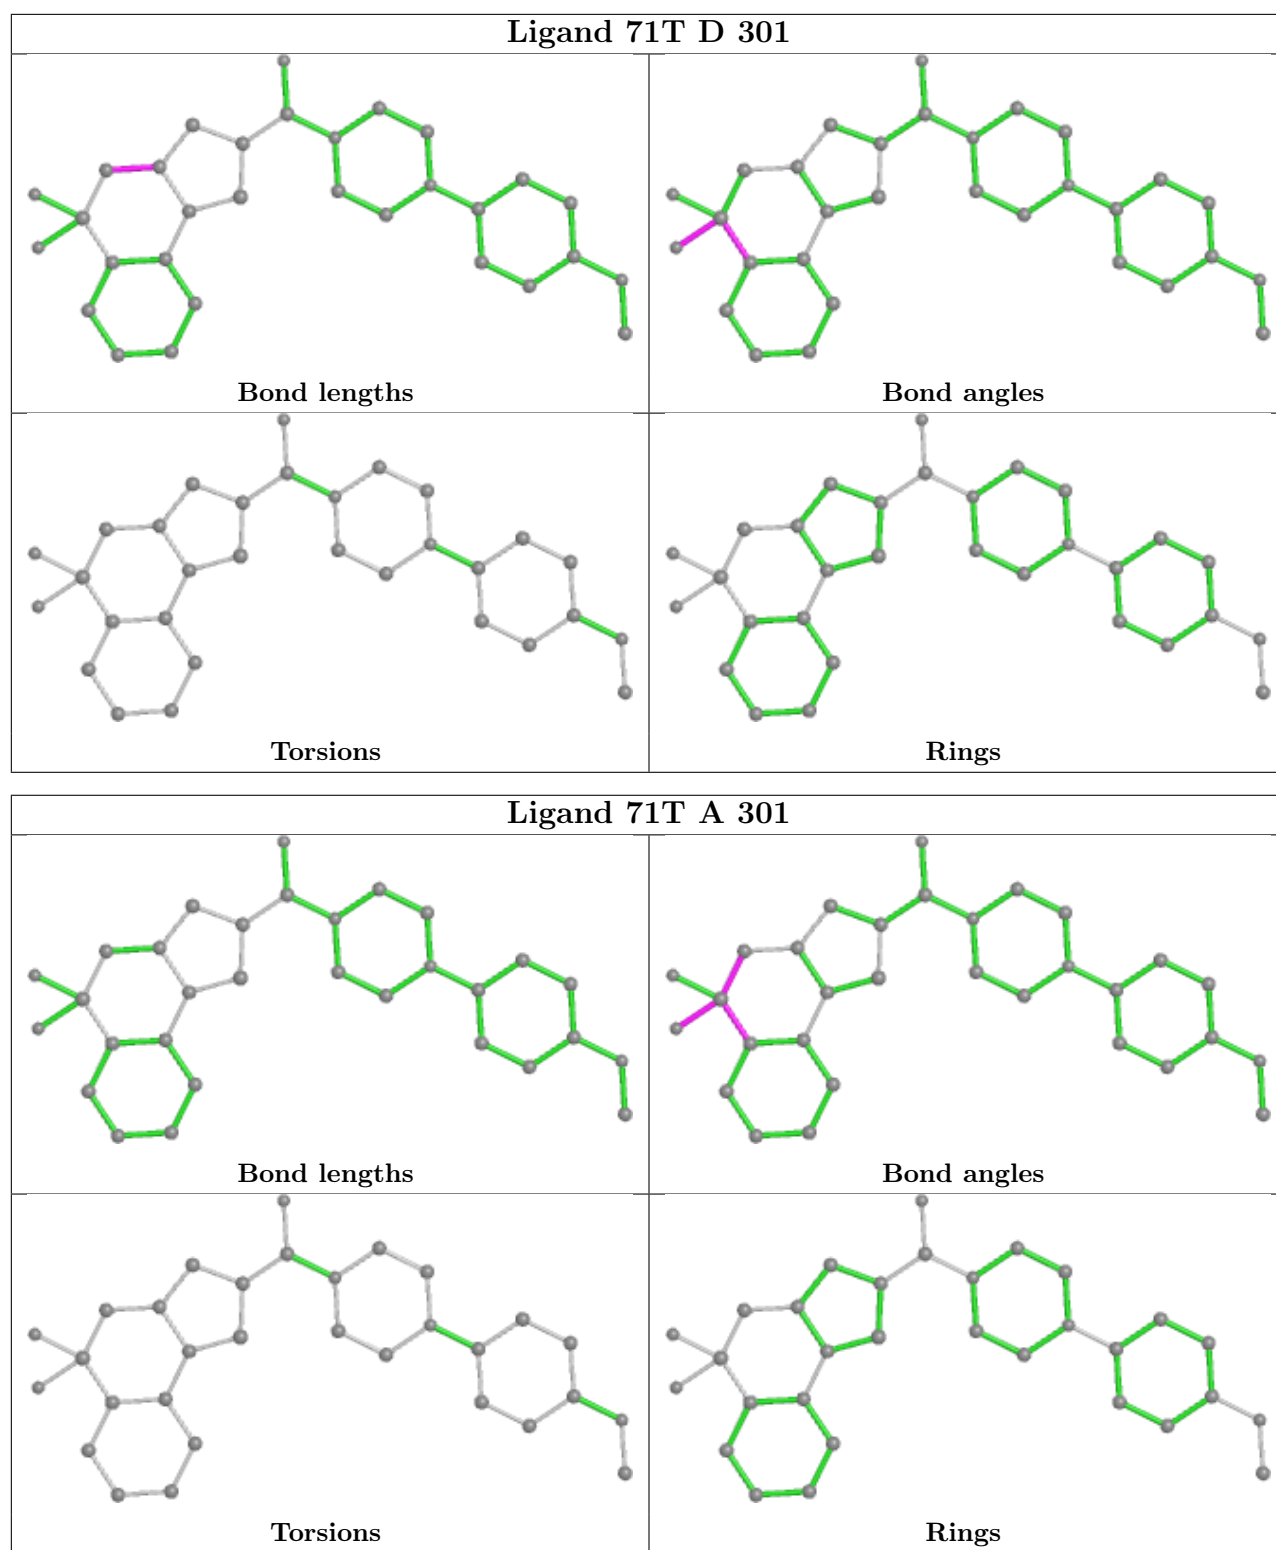 Ligand 71T D 301
Bond lengths
Bond angles
Torsions
Rings
Ligand 71T A 301
Bond lengths
Bond angles
Torsions
Rings